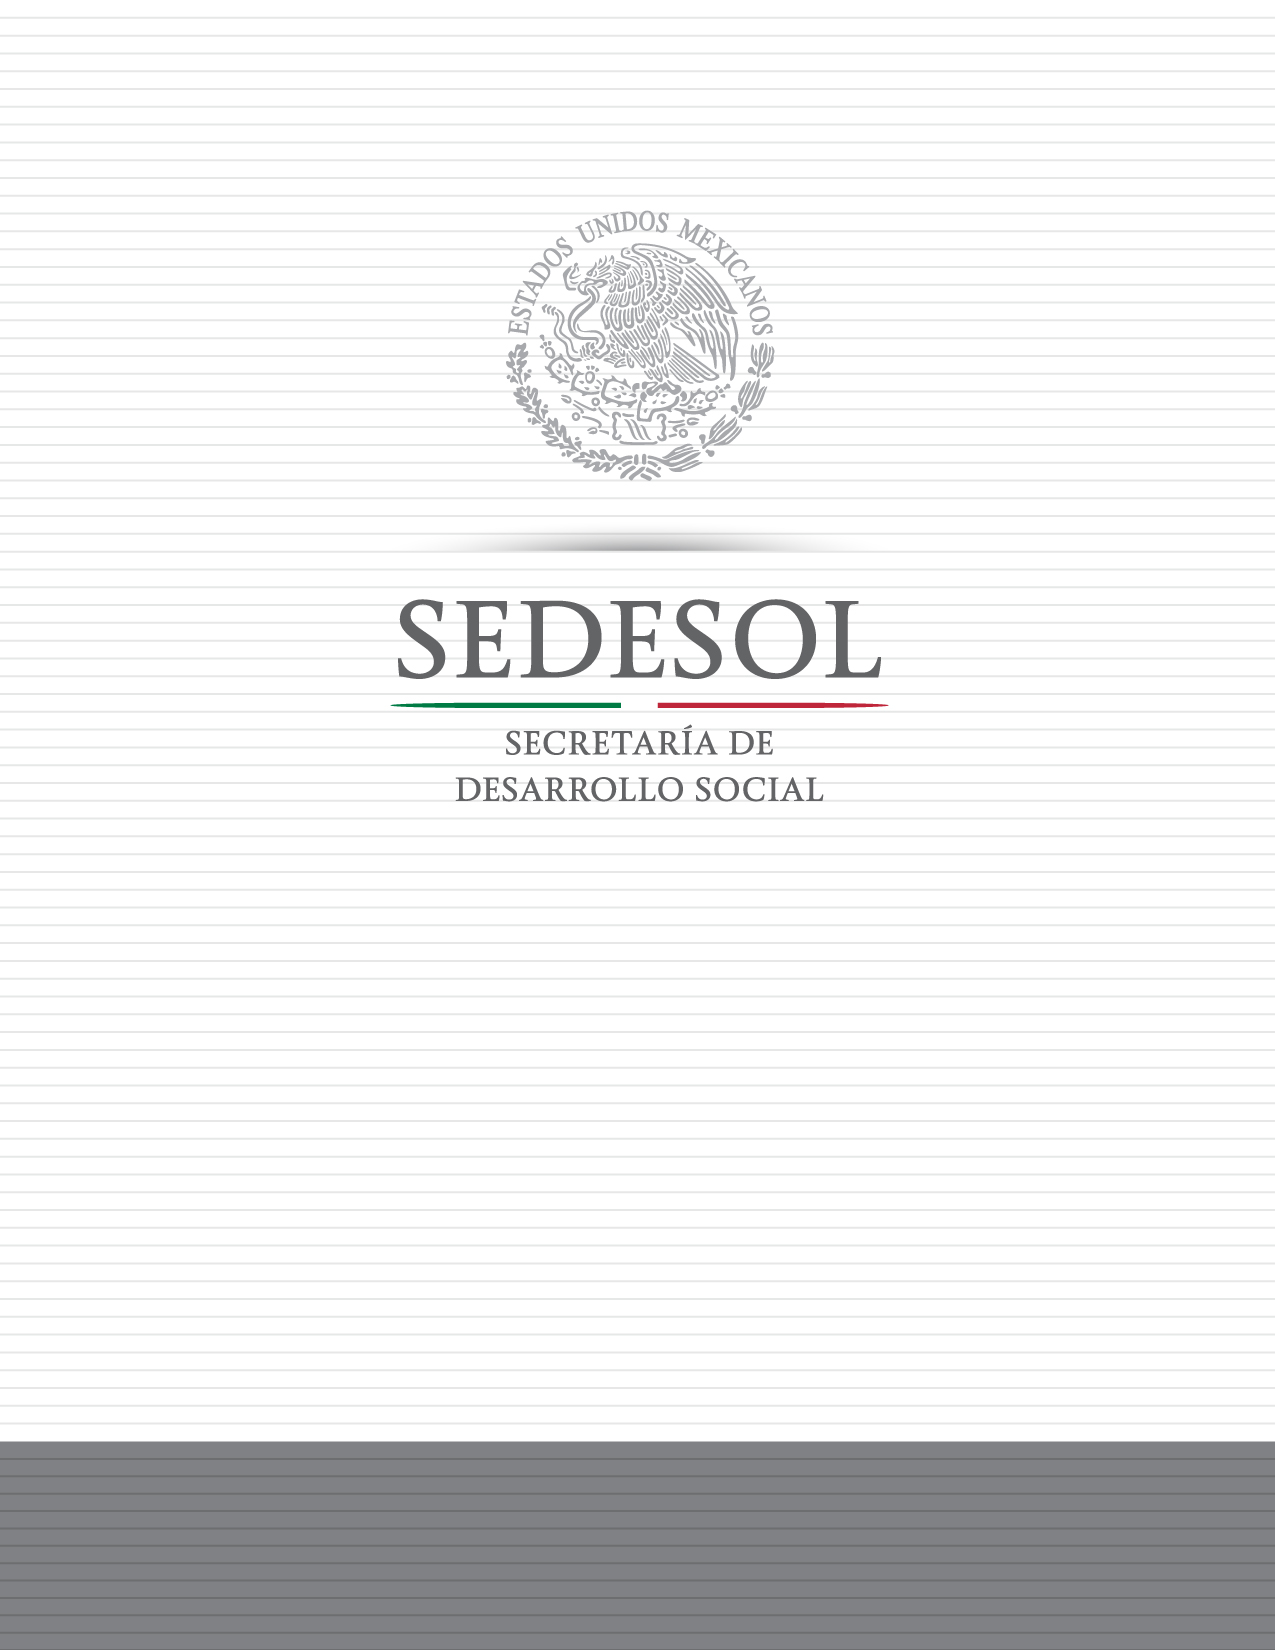 ESTADOS UNIDOS MEXICANOS
SEDESOL
SECRETARÍA DE
DESARROLLO SOCIAL